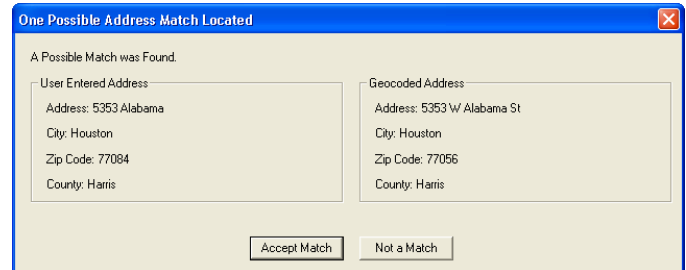 One Possible Address Match Located
A Possible Match was Found.
User Entered Address
Address: 5353 Alabama
City: Houston
Zip Code: 77084
County: Harris
Geocoded Address
Address: 5353 W Alabama St
City: Houston
Zip Code: 77056
County: Harris
Accept Match
Not a Match